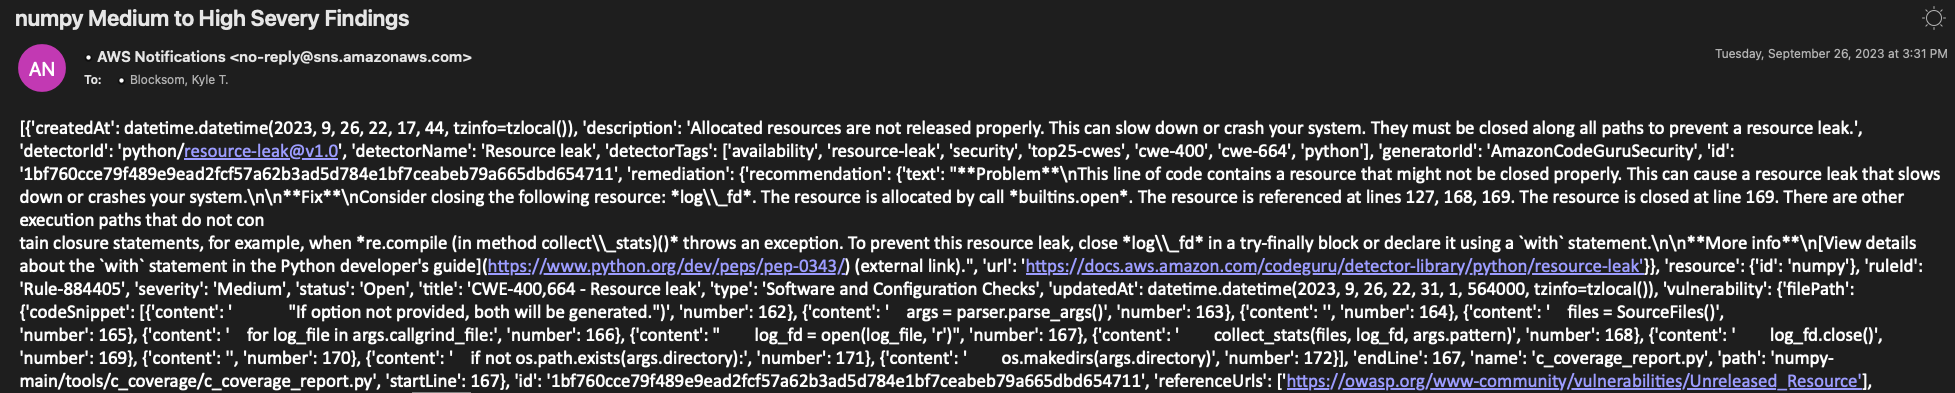 numpy Medium to High Severy Findings
AN
• AWS Notifications <no-reply@sns.amazonaws.com>
Tuesday, September 26, 2023 at 3:31 PM
To: • Blocksom, Kyle T.
[{'createdAt': datetime.datetime(2023, 9, 26, 22, 17, 44, tzinfo=tzlocal()), 'description': 'Allocated resources are not released properly. This can slow down or crash your system. They must be closed along all paths to prevent a resource leak.',
'detectorId': 'python/resource-leak@v1.0', 'detectorName': 'Resource leak', 'detectorTags': ['availability', 'resource-leak', 'security', 'top25-cwes', 'cwe-400', 'cwe-664', 'python'], 'generatorId': 'AmazonCodeGuruSecurity', 'id':
'1bf760cce79f489e9ead2fcf57a62b3ad5d784e1bf7ceabeb79a665dbd654711', 'remediation': {'recommendation': {'text': "**Problem**\nThis line of code contains a resource that might not be closed properly. This can cause a resource leak that slows
down or crashes your system.\n\n**Fix**\nConsider closing the following resource: *log\\_fd*. The resource is allocated by call *builtins.open*. The resource is referenced at lines 127, 168, 169. The resource is closed at line 169. There are other
execution paths that do not con
tain closure statements, for example, when *re.compile (in method collect\\_stats)()* throws an exception. To prevent this resource leak, close *log\\_fd* in a try-finally block or declare it using a `with` statement.\n\n**More info**\n[View details
about the `with` statement in the Python developer's guide](https://www.python.org/dev/peps/pep-0343/) (external link).", 'url': 'https://docs.aws.amazon.com/codeguru/detector-library/python/resource-leak'}}, 'resource': {'id': 'numpy'}, 'ruleId':
'Rule-884405', 'severity': 'Medium', 'status': 'Open', 'title': 'CWE-400,664 - Resource leak', 'type': 'Software and Configuration Checks', 'updatedAt': datetime.datetime(2023, 9, 26, 22, 31, 1, 564000, tzinfo=tzlocal()), 'vulnerability': {'filePath':
{'codeSnippet': [{'content': '            "If option not provided, both will be generated.")', 'number': 162}, {'content': '    args = parser.parse_args()', 'number': 163}, {'content': '', 'number': 164}, {'content': '    files = SourceFiles()',
'number': 165}, {'content': '    for log_file in args.callgrind_file:', 'number': 166}, {'content': "        log_fd = open(log_file, 'r')", 'number': 167}, {'content': '        collect_stats(files, log_fd, args.pattern)', 'number': 168}, {'content': '        log_fd.close()',
'number': 169}, {'content': '', 'number': 170}, {'content': '    if not os.path.exists(args.directory):', 'number': 171}, {'content': '        os.makedirs(args.directory)', 'number': 172}], 'endLine': 167, 'name': 'c_coverage_report.py', 'path': 'numpy-
main/tools/c_coverage/c_coverage_report.py', 'startLine': 167}, 'id': '1bf760cce79f489e9ead2fcf57a62b3ad5d784e1bf7ceabeb79a665dbd654711', 'referenceUrls': ['https://owasp.org/www-community/vulnerabilities/Unreleased_Resource'],